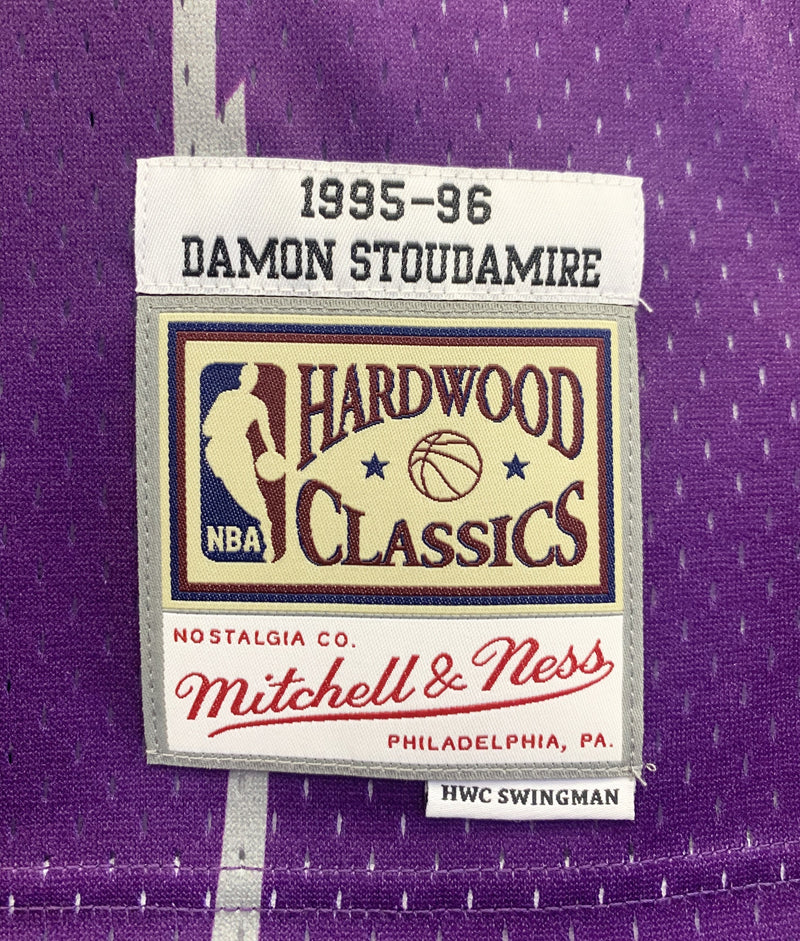 1995-96
DAMON STOUDAMIRE
HARDWOOD
CLASSICS
NBA
NOSTALGIA CO.
Mitchell & Ness
PHILADELPHIA, PA.
HWC SWINGMAN